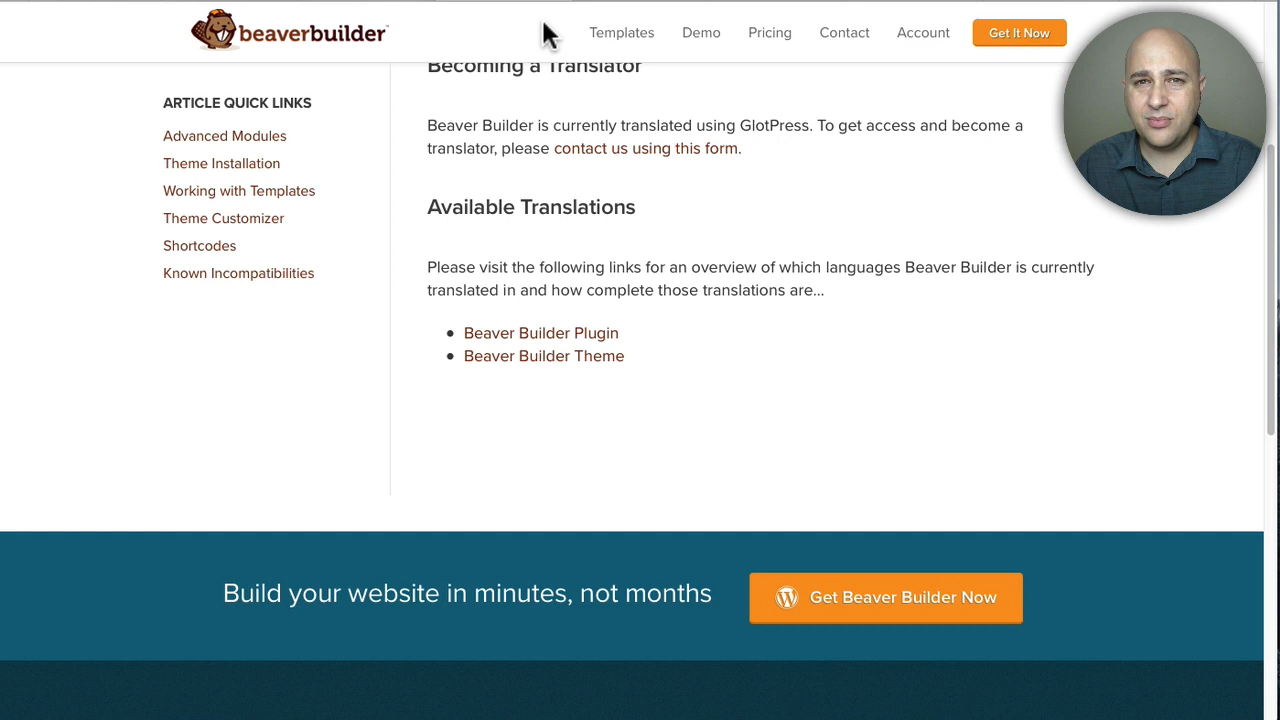 beaverbuilder
Templates
Demo
Pricing
Contact
Account
Get It Now
Becoming a Translator
ARTICLE QUICK LINKS
Advanced Modules
Theme Installation
Working with Templates
Theme Customizer
Shortcodes
Known Incompatibilities
Beaver Builder is currently translated using GlotPress. To get access and become a
translator, please contact us using this form.
Available Translations
Please visit the following links for an overview of which languages Beaver Builder is currently
translated in and how complete those translations are...
• Beaver Builder Plugin
• Beaver Builder Theme
Build your website in minutes, not months
Get Beaver Builder Now